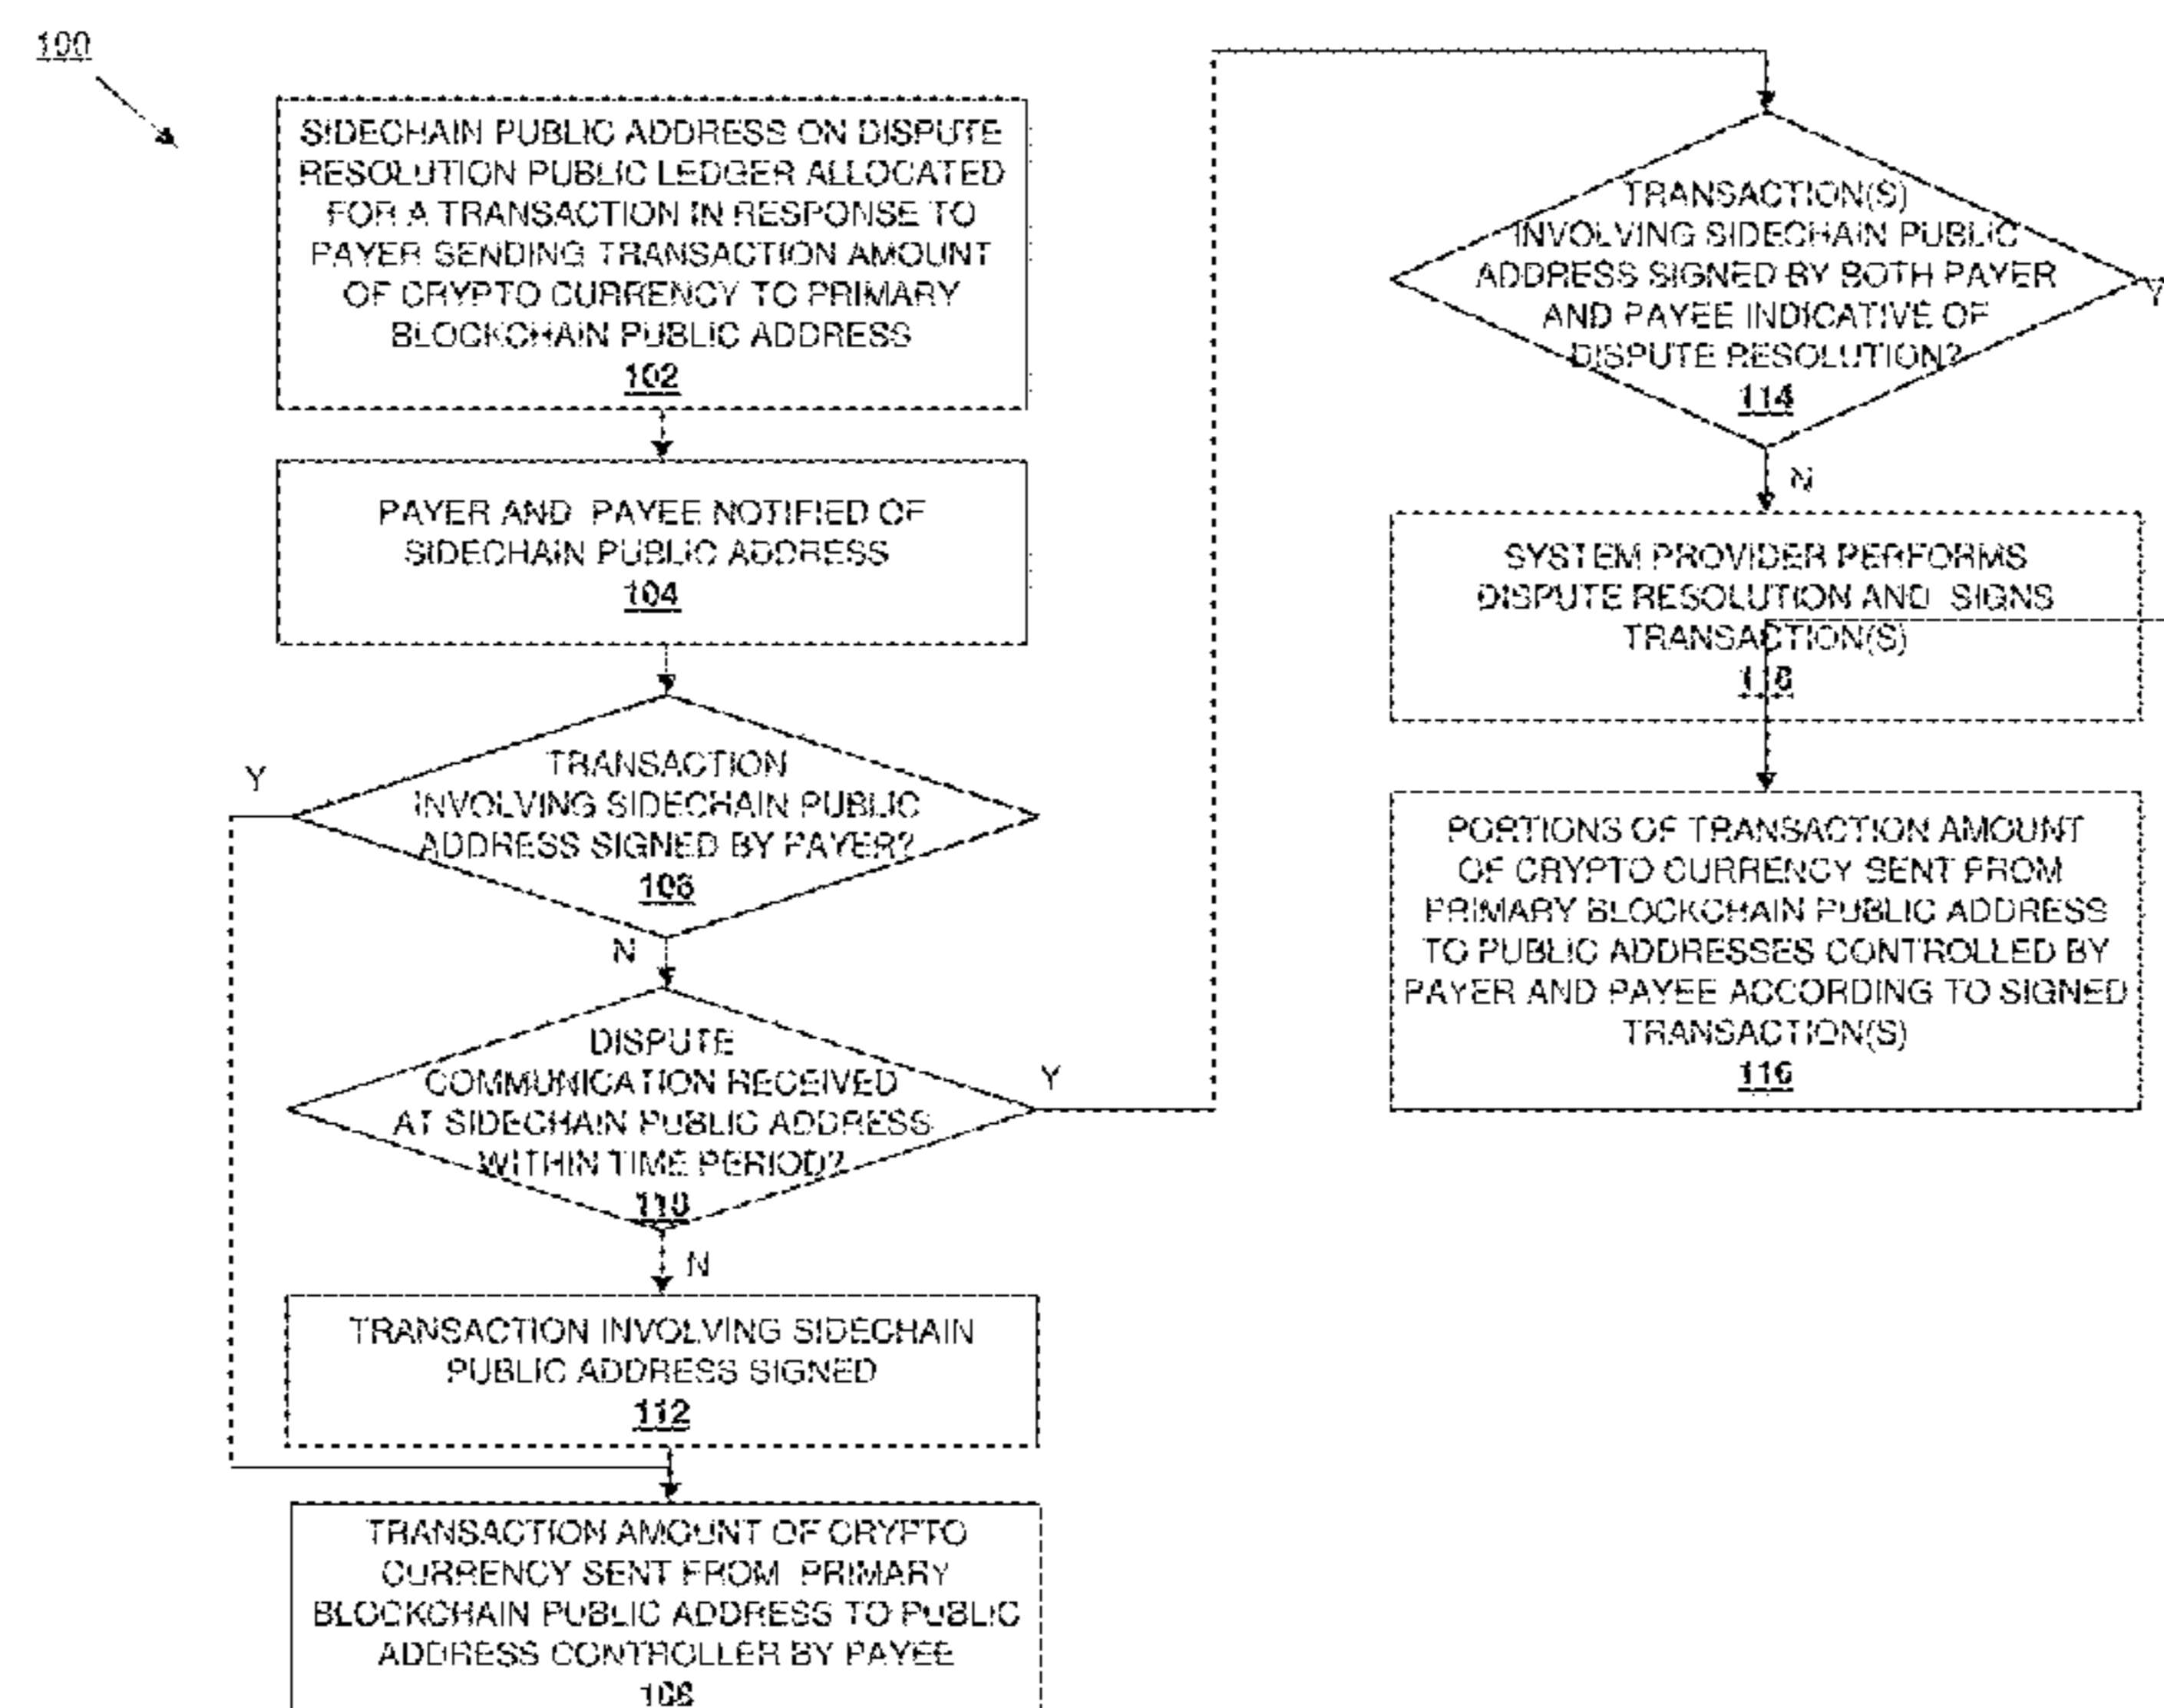 100
SIDECHAIN PUBLIC ADDRESS ON DISPUTE
RESOLUTION PUBLIC LEDGER ALLOCATED
FOR A TRANSACTION IN RESPONSE TO
PAYER SENDING TRANSACTION AMOUNT
OF CRYPTO CURRENCY TO PRIMARY
BLOCKCHAIN PUBLIC ADDRESS
102
PAYER AND PAYEE NOTIFIED OF
SIDECHAIN PUBLIC ADDRESS
104
Y
TRANSACTION
INVOLVING SIDECHAIN PUBLIC
ADDRESS SIGNED BY PAYER?
106
N
DISPUTE
COMMUNICATION RECEIVED
AT SIDECHAIN PUBLIC ADDRESS
WITHIN TIME PERIOD?
110
Y
N
TRANSACTION INVOLVING SIDECHAIN
PUBLIC ADDRESS SIGNED
112
TRANSACTION AMOUNT OF CRYPTO
CURRENCY SENT FROM PRIMARY
BLOCKCHAIN PUBLIC ADDRESS TO PUBLIC
ADDRESS CONTROLLER BY PAYEE
108
TRANSACTION(S)
INVOLVING SIDECHAIN PUBLIC
ADDRESS SIGNED BY BOTH PAYER
AND PAYEE INDICATIVE OF
DISPUTE RESOLUTION?
114
Y
N
SYSTEM PROVIDER PERFORMS
DISPUTE RESOLUTION AND SIGNS
TRANSACTION(S)
118
PORTIONS OF TRANSACTION AMOUNT
OF CRYPTO CURRENCY SENT FROM
PRIMARY BLOCKCHAIN PUBLIC ADDRESS
TO PUBLIC ADDRESSES CONTROLLED BY
PAYER AND PAYEE ACCORDING TO SIGNED
TRANSACTION(S)
116